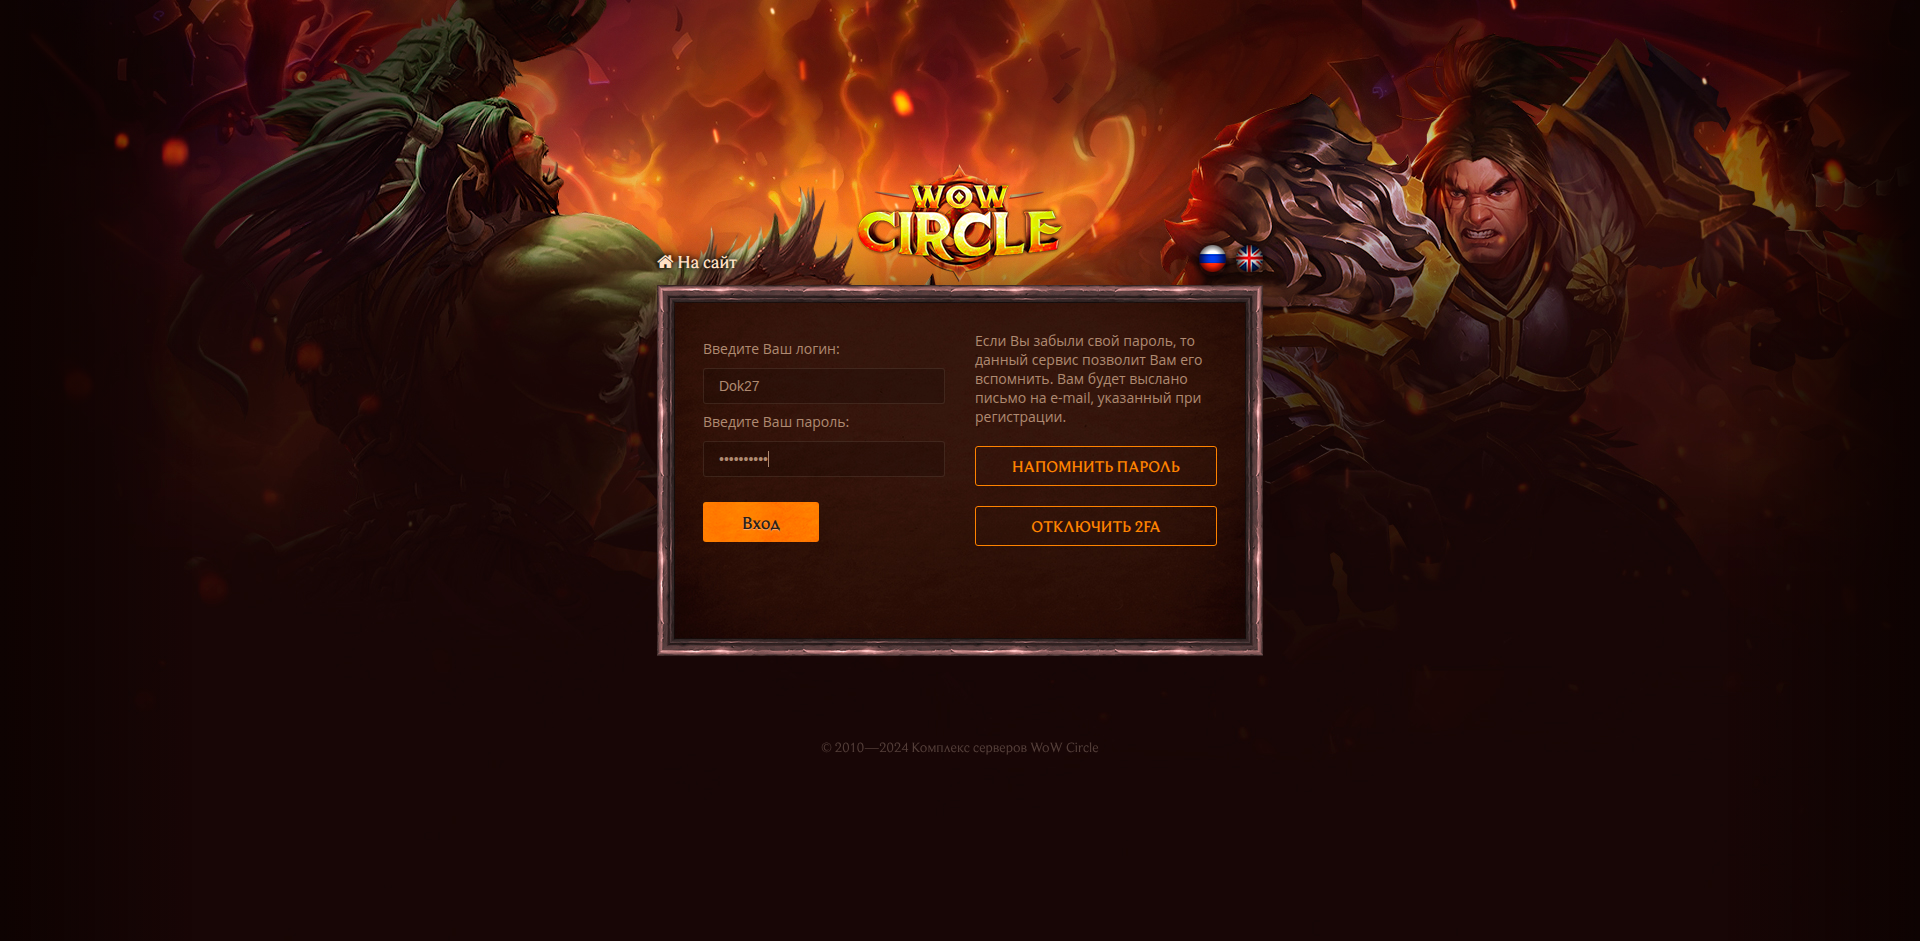 WOW
CIRCLE
На сайт
Введите Ваш логин:
Dok27
Введите Ваш пароль:
••••••••••
Вход
Если Вы забыли свой пароль, то
данный сервис позволит Вам его
вспомнить. Вам будет выслано
письмо на e-mail, указанный при
регистрации.
НАПОМНИТЬ ПАРОЛЬ
ОТКЛЮЧИТЬ 2FA
© 2010—2024 Комплекс серверов WoW Circle